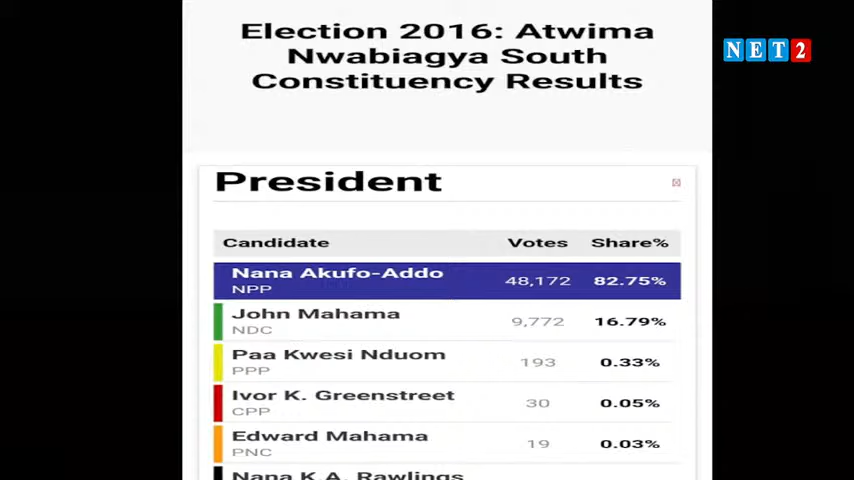 Election 2016: Atwima
Nwabiagya South
Constituency Results
NET2
President
Candidate Votes Share%
Nana Akufo-Addo
NPP
48,172 82.75%
John Mahama
NDC
9,772 16.79%
Paa Kwesi Nduom
PPP
193 0.33%
Ivor K. Greenstreet
CPP
30 0.05%
Edward Mahama
PNC
19 0.03%
Nana K.A. Rawlings